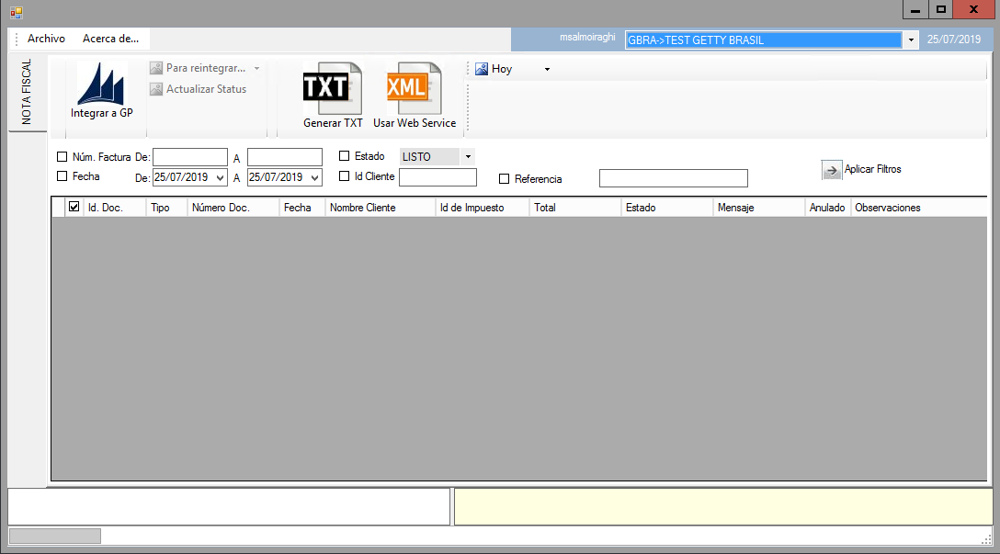 Archivo Acerca de...
msalmoiraghi GBRA->TEST GETTY BRASIL 25/07/2019
NOTA FISCAL
Integrar a GP
Para reintegrar...
Actualizar Status
TXT
Generar TXT
XML
Usar Web Service
Hoy
Núm. Factura De: A
Estado LISTO
Fecha De: 25/07/2019 A 25/07/2019
Id Cliente
Referencia
Aplicar Filtros
Id. Doc. Tipo Número Doc. Fecha Nombre Cliente Id de Impuesto Total Estado Mensaje Anulado Observaciones